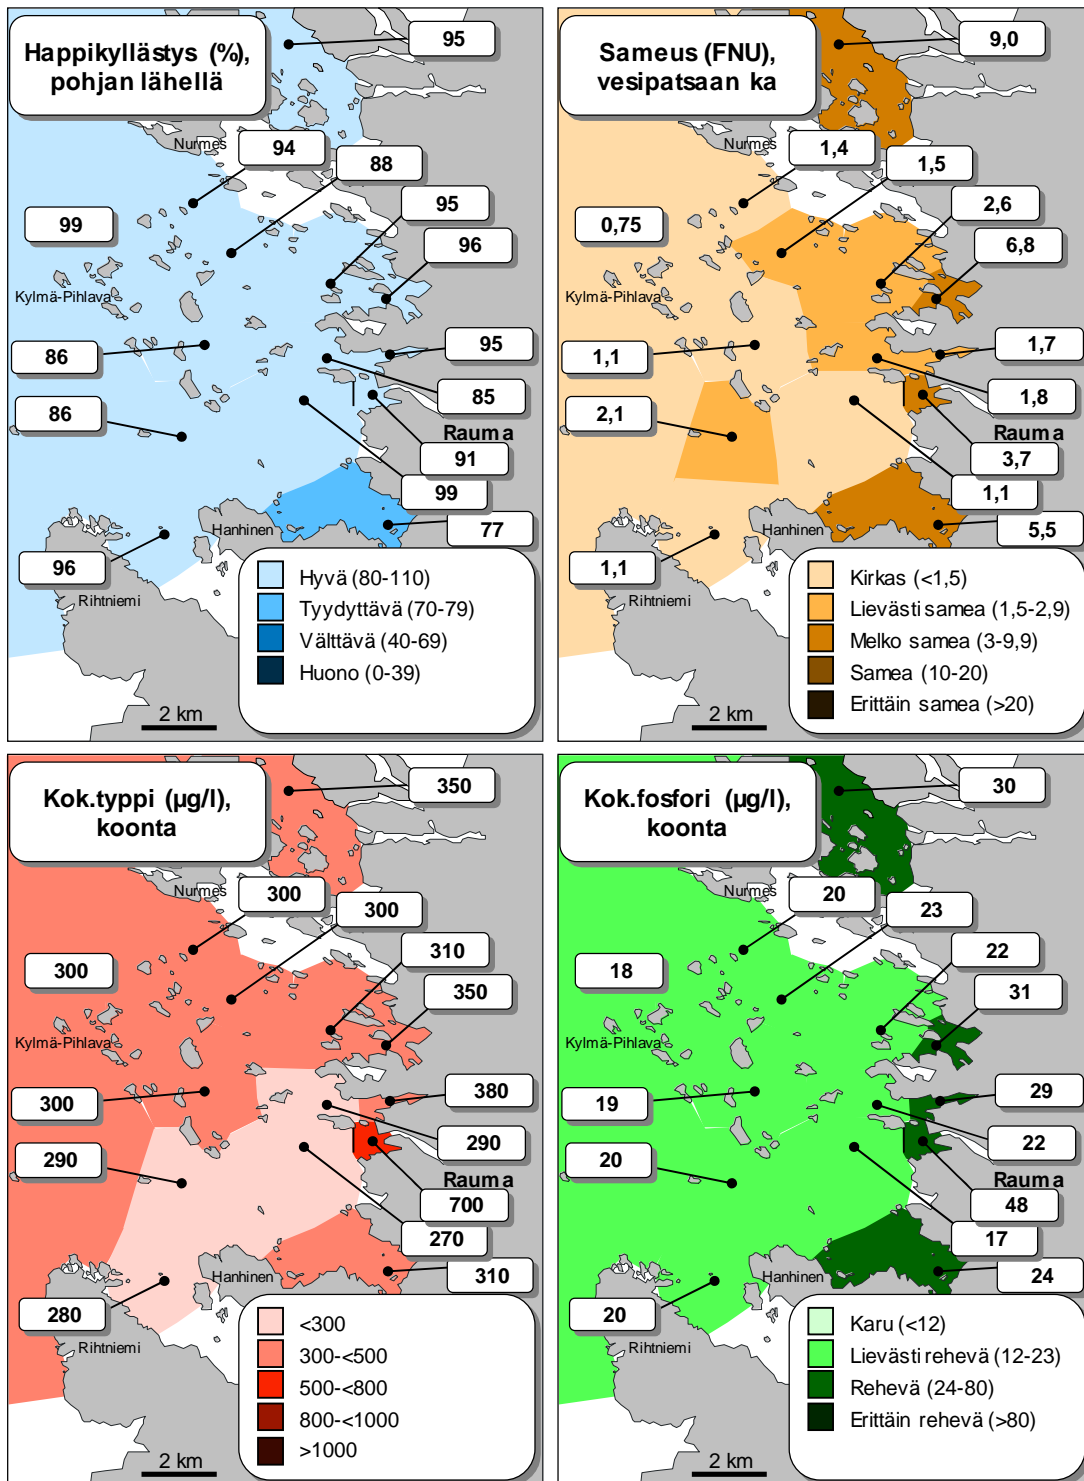 Happikyllästys (%),
pohjan lähellä
95
Nurmes
94
88
95
99
96
Kylmä-Pihlava
86
95
85
86
Rauma
91
99
Hanhinen
77
96
Rihtniemi
Hyvä (80-110)
Tyydyttävä (70-79)
Välttävä (40-69)
Huono (0-39)
2 km
Sameus (FNU),
vesipatsaan ka
9,0
Nurmes
1,4
1,5
2,6
0,75
6,8
Kylmä-Pihlava
1,1
1,7
1,8
2,1
Rauma
3,7
1,1
Hanhinen
5,5
1,1
Rihtniemi
Kirkas (<1,5)
Lievästi samea (1,5-2,9)
Melko samea (3-9,9)
Samea (10-20)
Erittäin samea (>20)
2 km
Kok.typpi (µg/l),
koonta
350
Nurmes
300
300
310
300
350
Kylmä-Pihlava
300
380
290
290
Rauma
700
270
Hanhinen
310
280
Rihtniemi
<300
300-<500
500-<800
800-<1000
>1000
2 km
Kok.fosfori (µg/l),
koonta
30
Nurmes
20
23
22
18
31
Kylmä-Pihlava
19
29
22
20
Rauma
48
17
Hanhinen
24
20
Rihtniemi
Karu (<12)
Lievästi rehevä (12-23)
Rehevä (24-80)
Erittäin rehevä (>80)
2 km